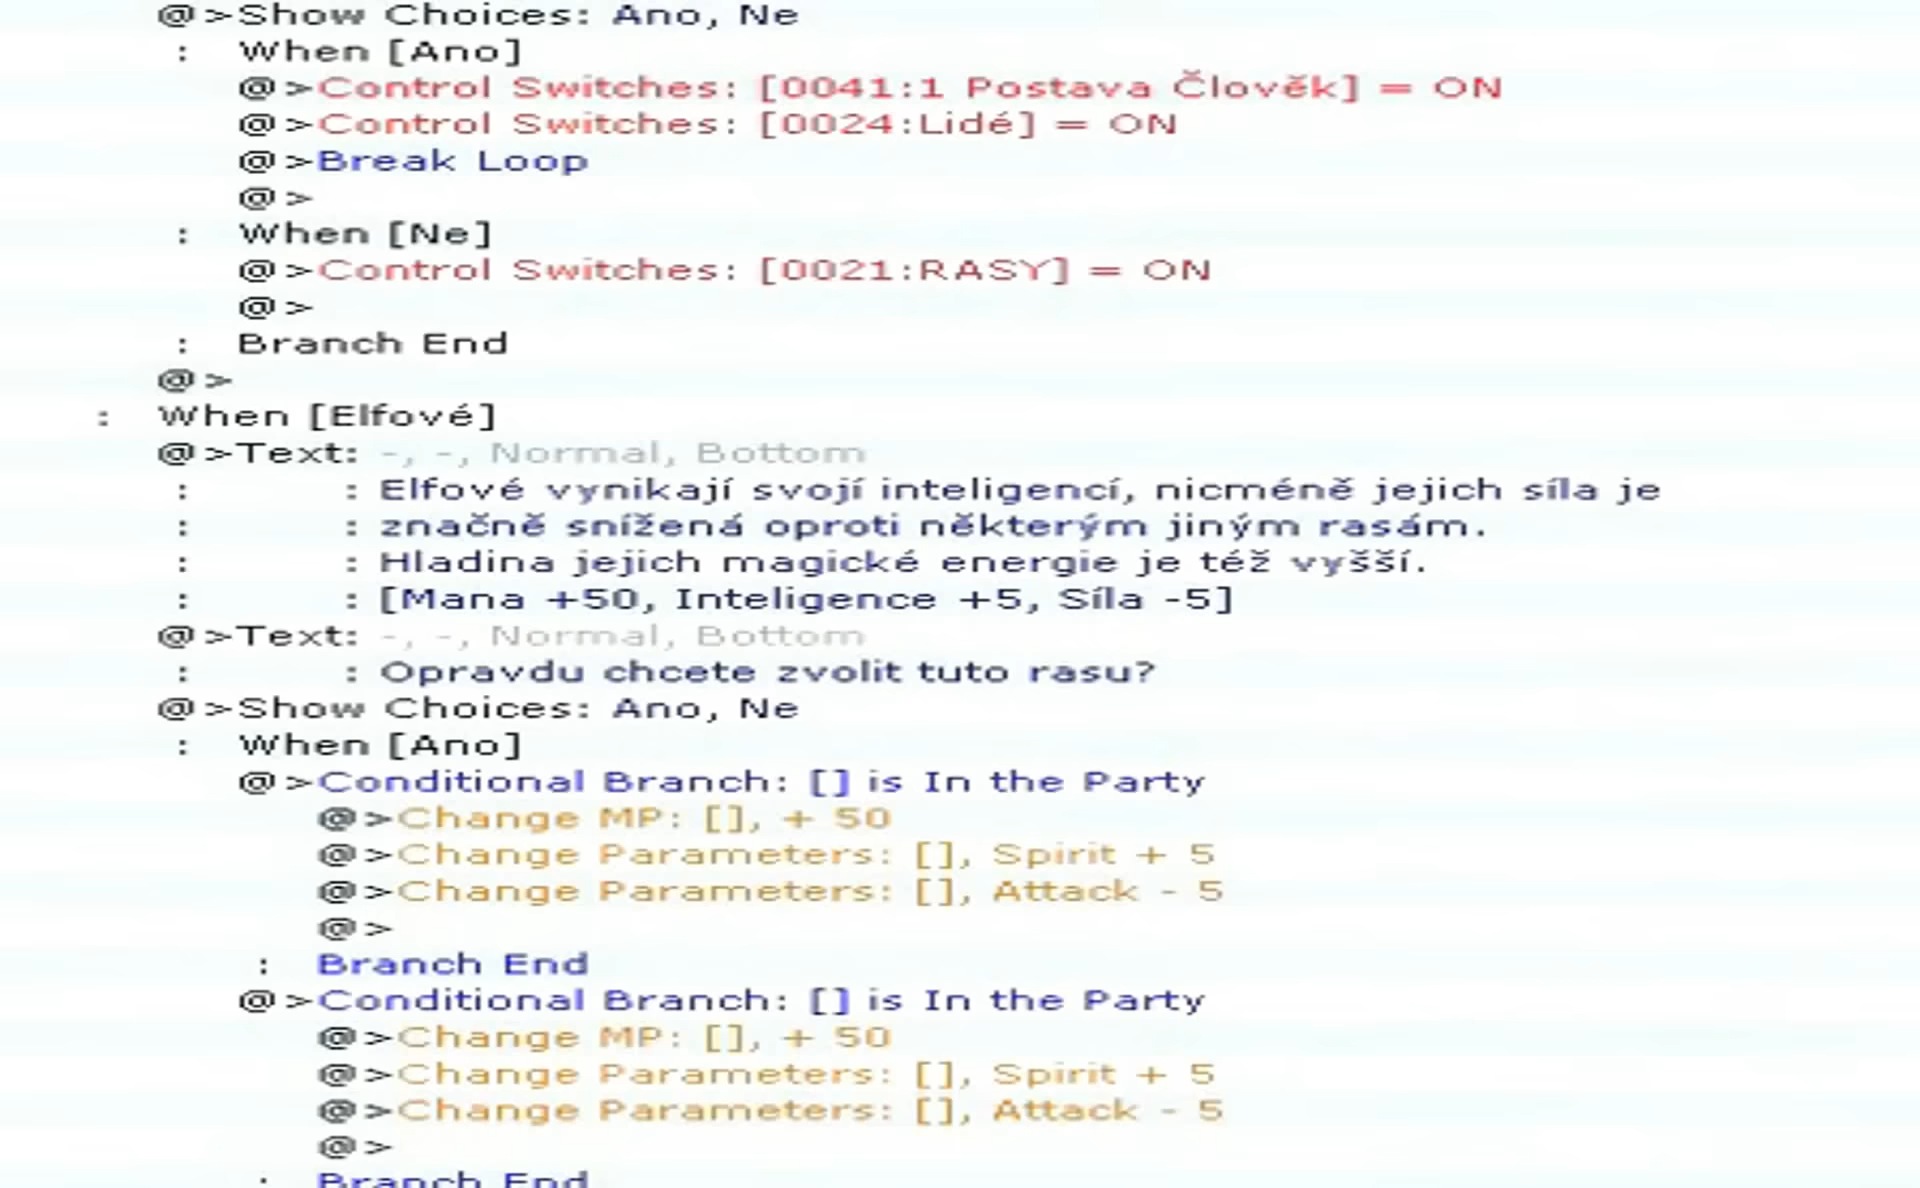 @>Show Choices: Ano, Ne
: When [Ano]
@>Control Switches: [0041:1 Postava Člověk] = ON
@>Control Switches: [0024:Lidé] = ON
@>Break Loop
@>
: When [Ne]
@>Control Switches: [0021:RASY] = ON
@>
: Branch End
@>
: When [Elfové]
@>Text: -, -, Normal, Bottom
: : Elfové vynikají svojí inteligencí, nicméně jejich síla je
: : značně snížená oproti některým jiným rasám.
: : Hladina jejich magické energie je též vyšší.
: : [Mana +50, Inteligence +5, Síla -5]
@>Text: -, -, Normal, Bottom
: : Opravdu chcete zvolit tuto rasu?
@>Show Choices: Ano, Ne
: When [Ano]
@>Conditional Branch: [] is In the Party
@>Change MP: [], + 50
@>Change Parameters: [], Spirit + 5
@>Change Parameters: [], Attack - 5
@>
: Branch End
@>Conditional Branch: [] is In the Party
@>Change MP: [], + 50
@>Change Parameters: [], Spirit + 5
@>Change Parameters: [], Attack - 5
@>
: Branch End